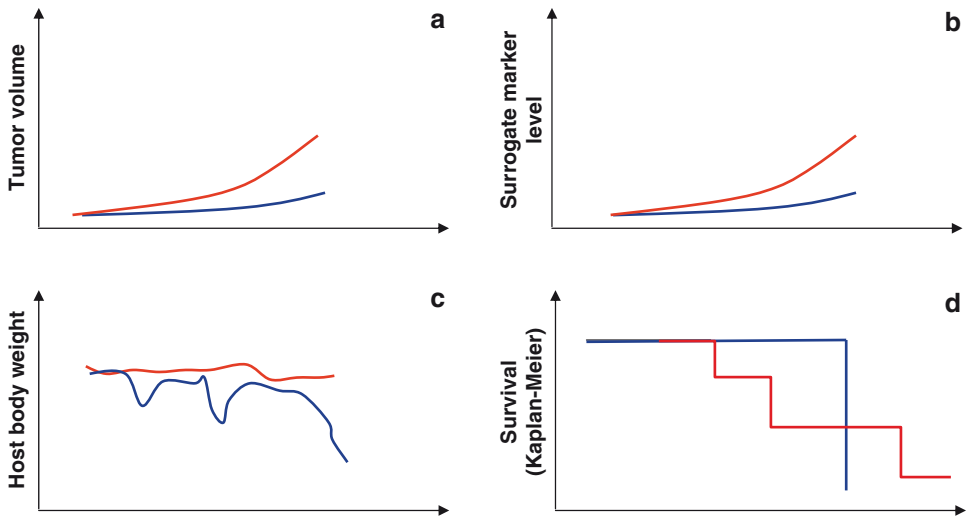 a
Tumor volume
b
Surrogate marker
level
c
Host body weight
d
Survival
(Kaplan-Meier)